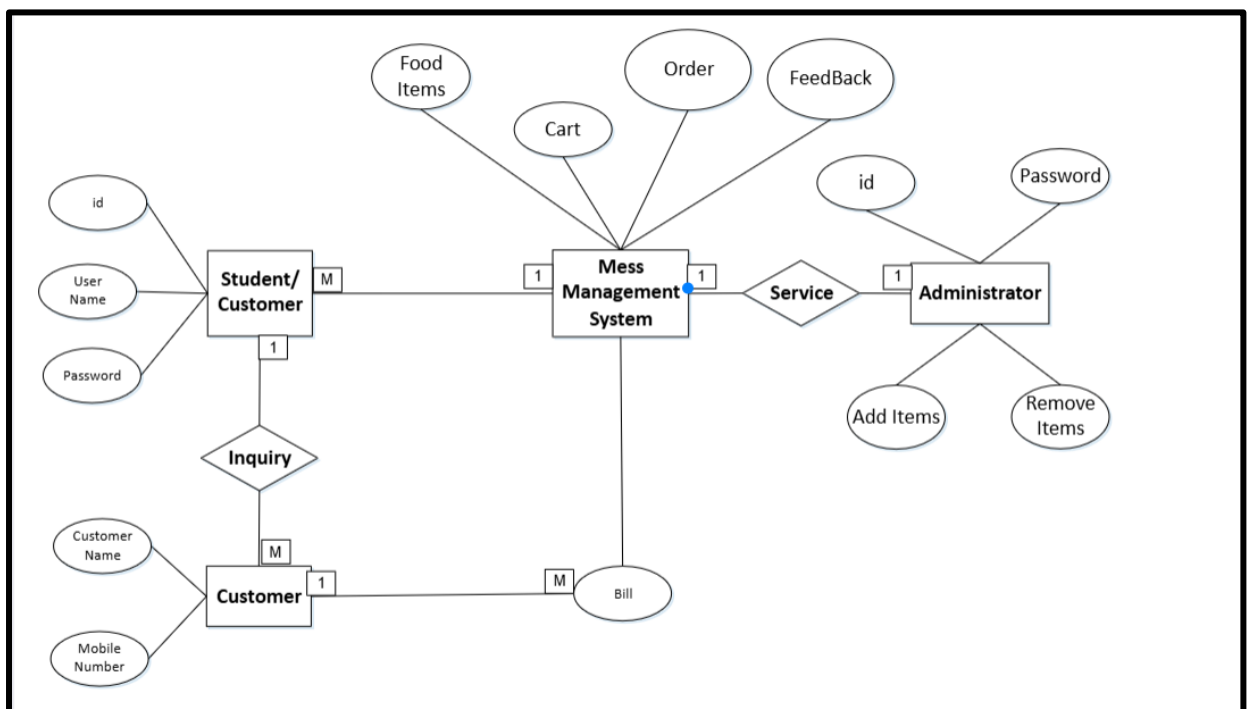 Food
Items
Order
FeedBack
Cart
id
Password
id
User
Name
Password
Student/
Customer
M
1
Mess
Management
System
1
Service
1
Administrator
1
Add Items
Remove
Items
Inquiry
Customer
Name
Mobile
Number
M
Customer
1
M
Bill